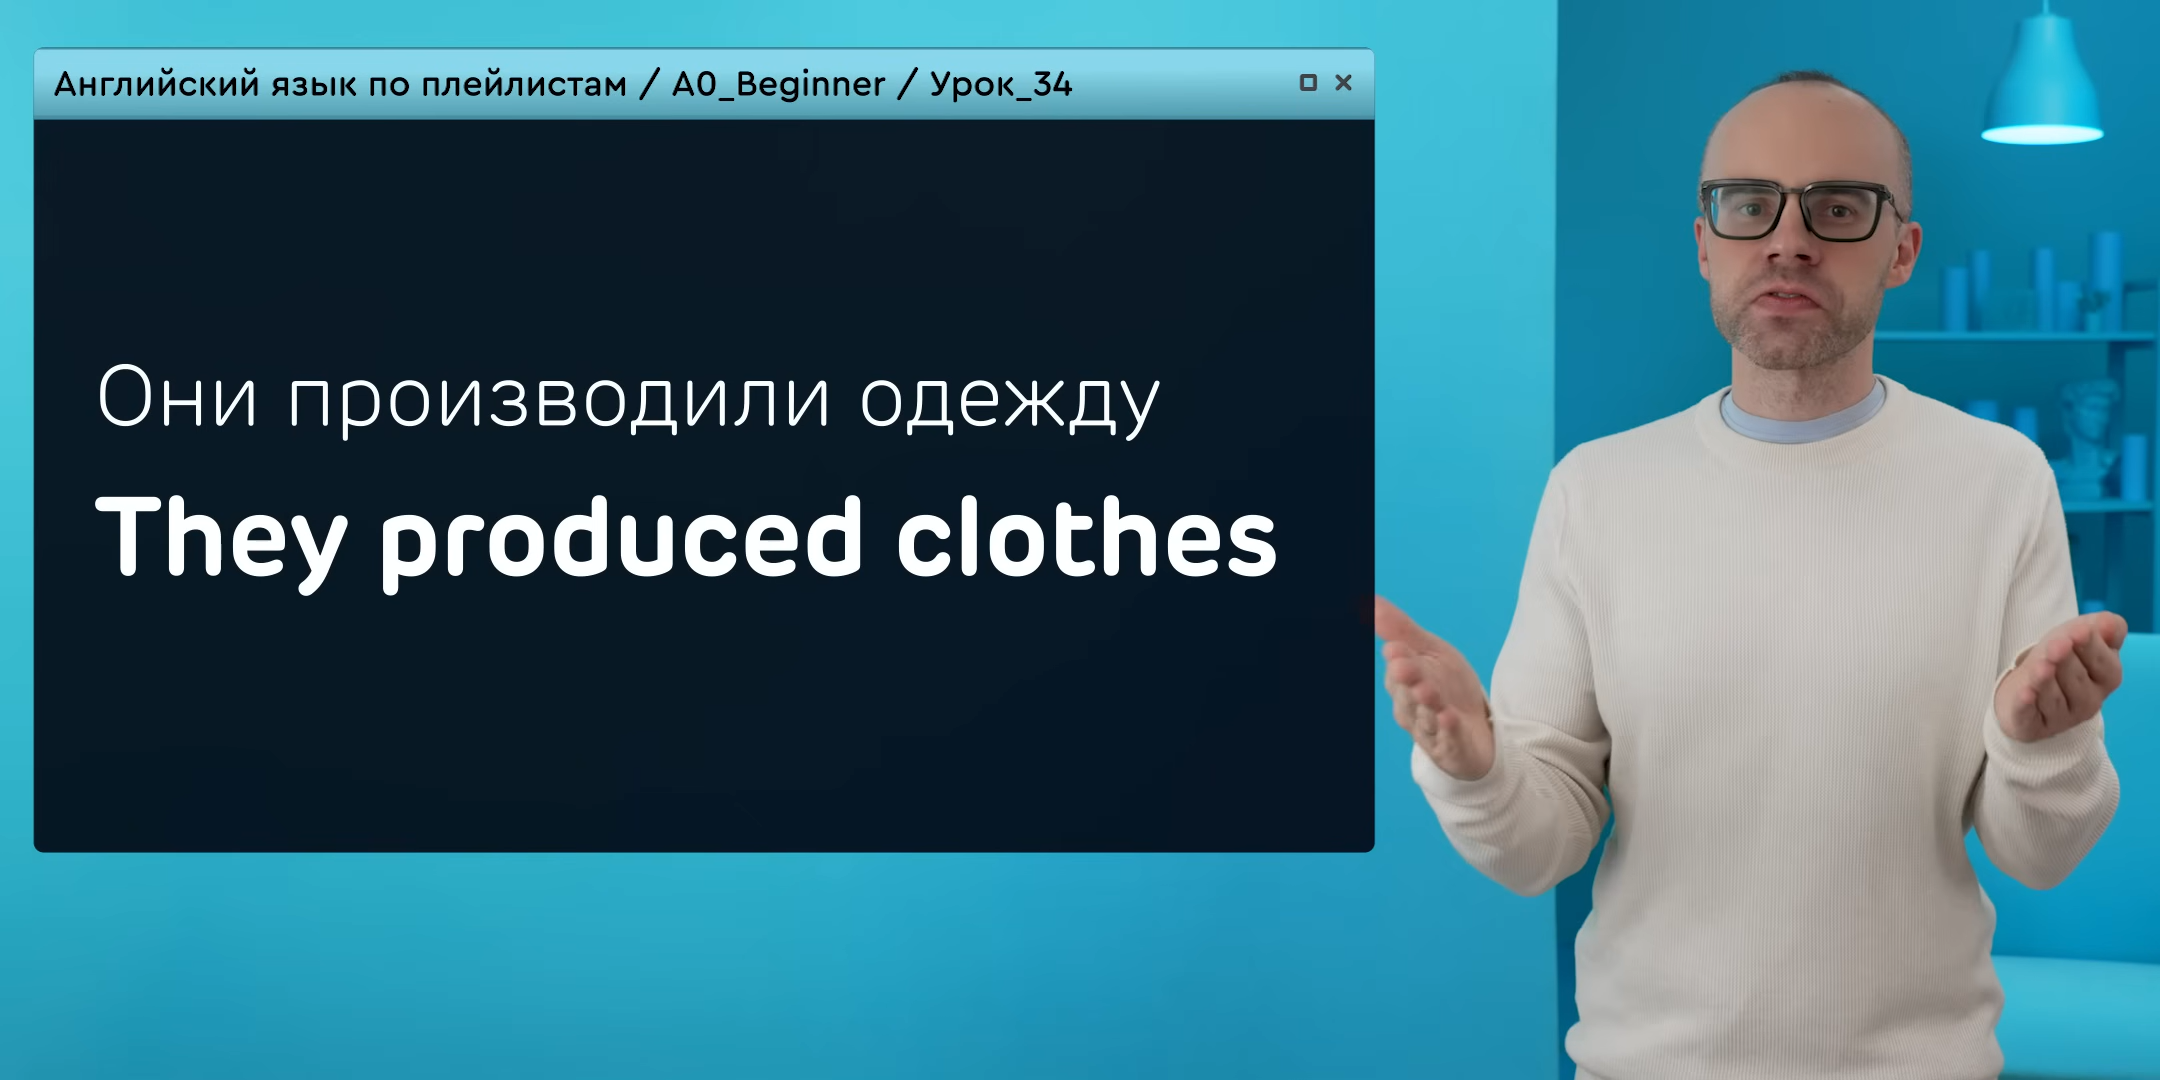 Английский язык по плейлистам / A0_Beginner / Урок_34
Они производили одежду
They produced clothes